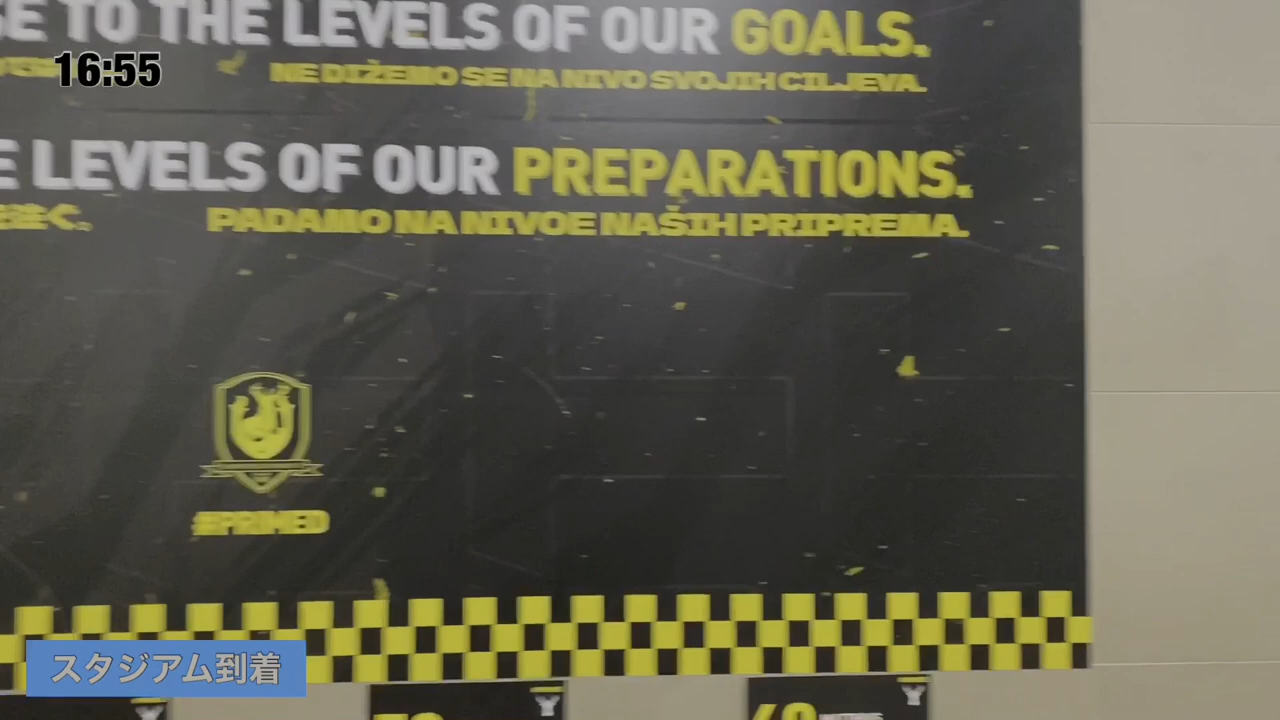 TO THE LEVELS OF OUR GOALS.
16:55
NE DIŽEMO SE NA NIVO SVOJIH CILJEVA.
LEVELS OF OUR PREPARATIONS.
PADAMO NA NIVOE NAŠIH PRIPREMA.
#PRIMED
スタジアム到着